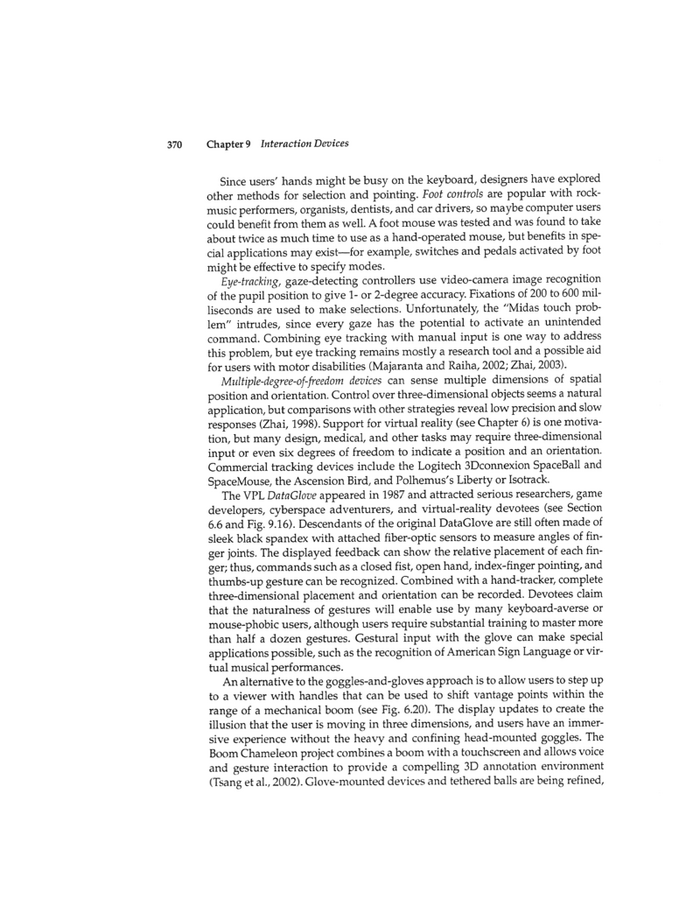 370 Chapter 9 Interaction Devices
Since users' hands might be busy on the keyboard, designers have explored
other methods for selection and pointing. Foot controls are popular with rock-
music performers, organists, dentists, and car drivers, so maybe computer users
could benefit from them as well. A foot mouse was tested and was found to take
about twice as much time to use as a hand-operated mouse, but benefits in spe-
cial applications may exist—for example, switches and pedals activated by foot
might be effective to specify modes.
Eye-tracking, gaze-detecting controllers use video-camera image recognition
of the pupil position to give 1- or 2-degree accuracy. Fixations of 200 to 600 mil-
liseconds are used to make selections. Unfortunately, the "Midas touch prob-
lem" intrudes, since every gaze has the potential to activate an unintended
command. Combining eye tracking with manual input is one way to address
this problem, but eye tracking remains mostly a research tool and a possible aid
for users with motor disabilities (Majaranta and Raiha, 2002; Zhai, 2003).
Multiple-degree-of-freedom devices can sense multiple dimensions of spatial
position and orientation. Control over three-dimensional objects seems a natural
application, but comparisons with other strategies reveal low precision and slow
responses (Zhai, 1998). Support for virtual reality (see Chapter 6) is one motiva-
tion, but many design, medical, and other tasks may require three-dimensional
input or even six degrees of freedom to indicate a position and an orientation.
Commercial tracking devices include the Logitech 3Dconnexion SpaceBall and
SpaceMouse, the Ascension Bird, and Polhemus's Liberty or Isotrack.
The VPL DataGlove appeared in 1987 and attracted serious researchers, game
developers, cyberspace adventurers, and virtual-reality devotees (see Section
6.6 and Fig. 9.16). Descendants of the original DataGlove are still often made of
sleek black spandex with attached fiber-optic sensors to measure angles of fin-
ger joints. The displayed feedback can show the relative placement of each fin-
ger; thus, commands such as a closed fist, open hand, index-finger pointing, and
thumbs-up gesture can be recognized. Combined with a hand-tracker, complete
three-dimensional placement and orientation can be recorded. Devotees claim
that the naturalness of gestures will enable use by many keyboard-averse or
mouse-phobic users, although users require substantial training to master more
than half a dozen gestures. Gestural input with the glove can make special
applications possible, such as the recognition of American Sign Language or vir-
tual musical performances.
An alternative to the goggles-and-gloves approach is to allow users to step up
to a viewer with handles that can be used to shift vantage points within the
range of a mechanical boom (see Fig. 6.20). The display updates to create the
illusion that the user is moving in three dimensions, and users have an immer-
sive experience without the heavy and confining head-mounted goggles. The
Boom Chameleon project combines a boom with a touchscreen and allows voice
and gesture interaction to provide a compelling 3D annotation environment
(Tsang et al., 2002). Glove-mounted devices and tethered balls are being refined,